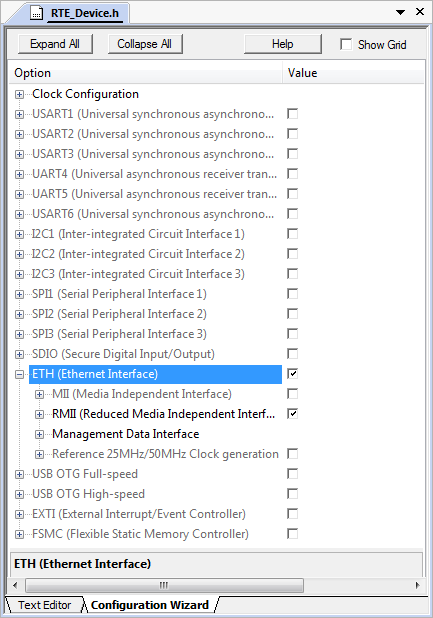 RTE_Device.h
Expand All Collapse All Help Show Grid
Option Value
Clock Configuration
USART1 (Universal synchronous asynchrono...
USART2 (Universal synchronous asynchrono...
USART3 (Universal synchronous asynchrono...
UART4 (Universal asynchronous receiver tran...
UART5 (Universal asynchronous receiver tran...
USART6 (Universal synchronous asynchrono...
I2C1 (Inter-integrated Circuit Interface 1)
I2C2 (Inter-integrated Circuit Interface 2)
I2C3 (Inter-integrated Circuit Interface 3)
SPI1 (Serial Peripheral Interface 1)
SPI2 (Serial Peripheral Interface 2)
SPI3 (Serial Peripheral Interface 3)
SDIO (Secure Digital Input/Output)
ETH (Ethernet Interface)
MII (Media Independent Interface)
RMII (Reduced Media Independent Interf...
Management Data Interface
Reference 25MHz/50MHz Clock generation
USB OTG Full-speed
USB OTG High-speed
EXTI (External Interrupt/Event Controller)
FSMC (Flexible Static Memory Controller)
ETH (Ethernet Interface)
Text Editor Configuration Wizard